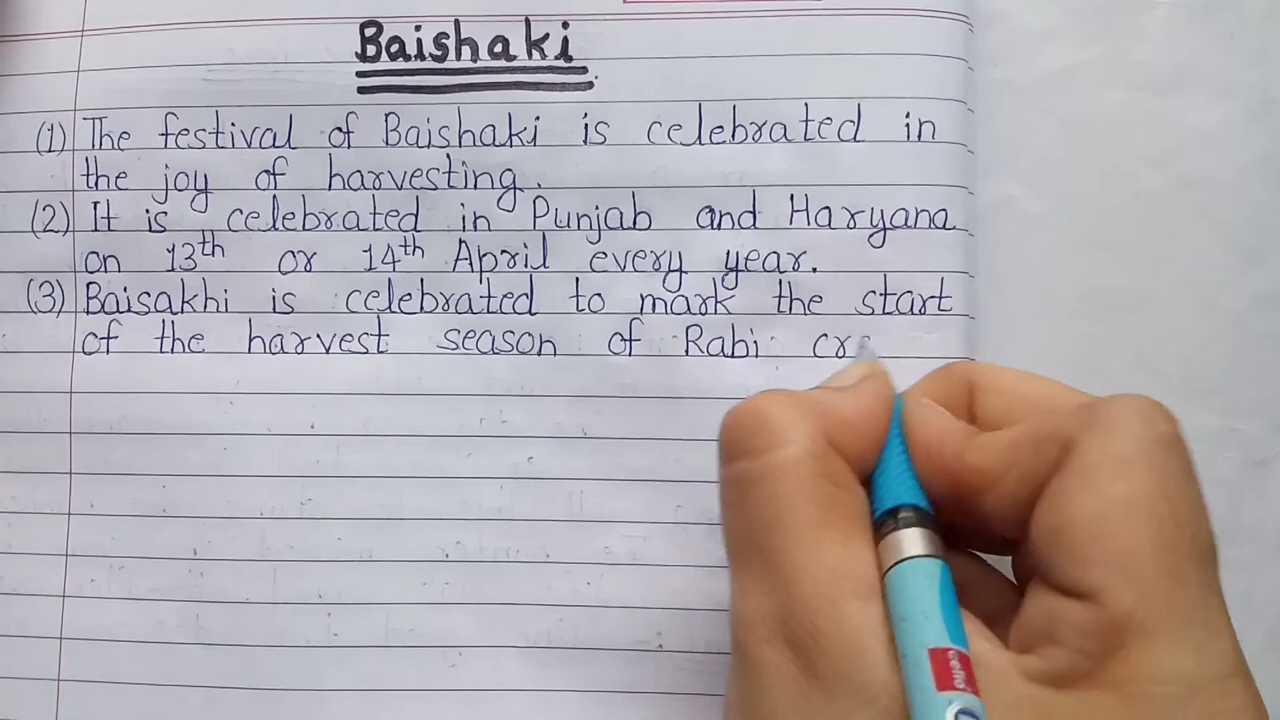 Baishaki
(1) The festival of Baishaki is celebrated in
the joy of harvesting.
(2) It is celebrated in Punjab and Haryana
on 13th or 14th April every year.
(3) Baisakhi is celebrated to mark the start
of the harvest season of Rabi
cello